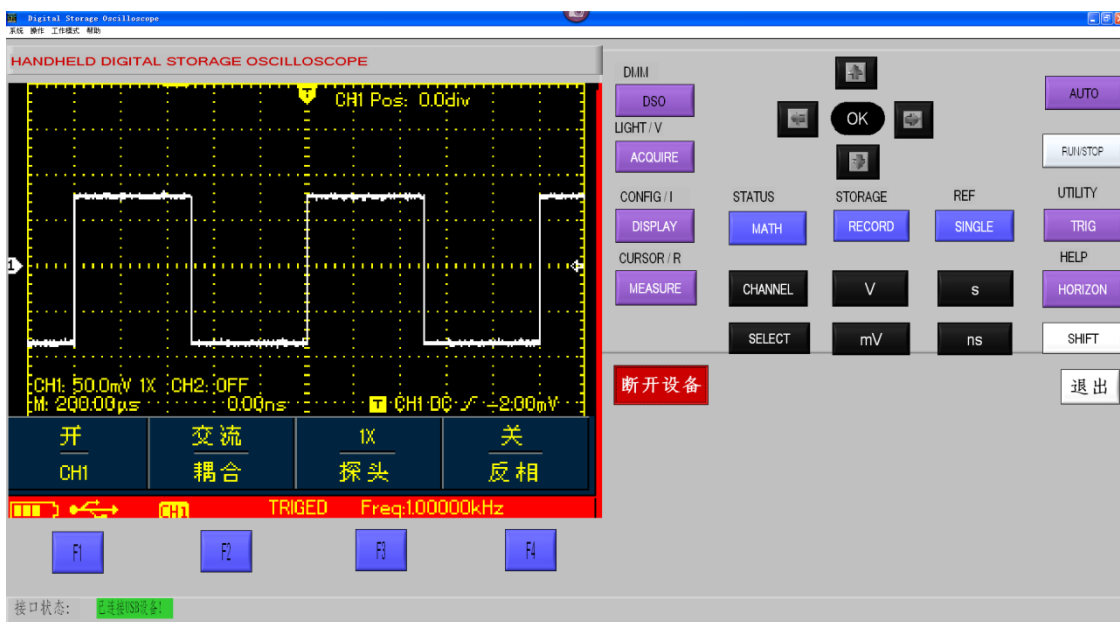 Digital Storage Oscilloscope
系统 操作 工作模式 帮助
HANDHELD DIGITAL STORAGE OSCILLOSCOPE
T CH1 Pos: 0.0div
1
CH1: 50.0mV 1X CH2: OFF
M: 200.00μs 0.00ns T CH1 DC -2.00mV
开 交流 1X 关
CH1 耦合 探头 反相
CH1 TRIGED Freq:1.00000kHz
F1 F2 F3 F4
DMM
DSO
LIGHT / V
ACQUIRE
CONFIG / I
DISPLAY
CURSOR / R
MEASURE
OK
STATUS STORAGE REF
MATH RECORD SINGLE
CHANNEL V s
SELECT mV ns
AUTO
RUN/STOP
UTILITY
TRIG
HELP
HORIZON
SHIFT
断开设备
退出
接口状态: 已连接USB设备!